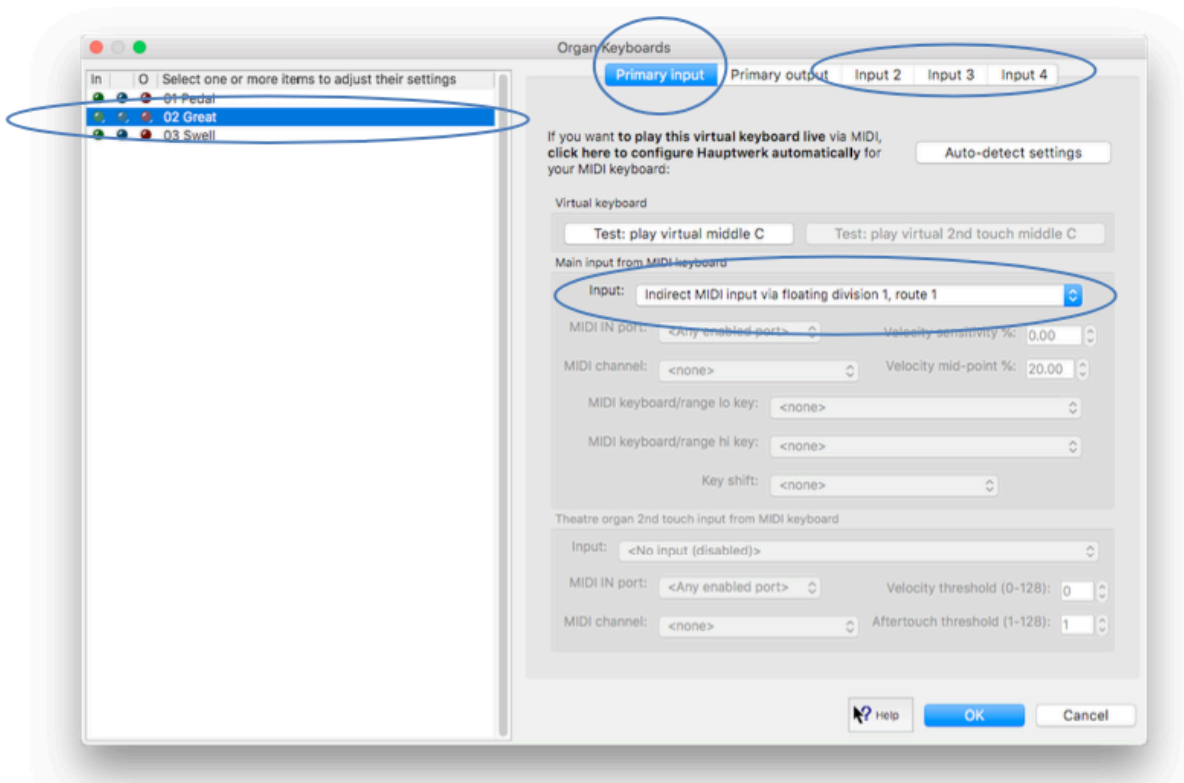 Organ Keyboards
In O Select one or more items to adjust their settings
01 Pedal
02 Great
03 Swell
Primary input Primary output Input 2 Input 3 Input 4
If you want to play this virtual keyboard live via MIDI,
click here to configure Hauptwerk automatically for
your MIDI keyboard:
Auto-detect settings
Virtual keyboard
Test: play virtual middle C Test: play virtual 2nd touch middle C
Main input from MIDI keyboard
Input: Indirect MIDI input via floating division 1, route 1
MIDI IN port: <Any enabled port> Velocity sensitivity %: 0.00
MIDI channel: <none> Velocity mid-point %: 20.00
MIDI keyboard/range lo key: <none>
MIDI keyboard/range hi key: <none>
Key shift: <none>
Theatre organ 2nd touch input from MIDI keyboard
Input: <No input (disabled)>
MIDI IN port: <Any enabled port> Velocity threshold (0-128): 0
MIDI channel: <none> Aftertouch threshold (1-128): 1
? Help OK Cancel